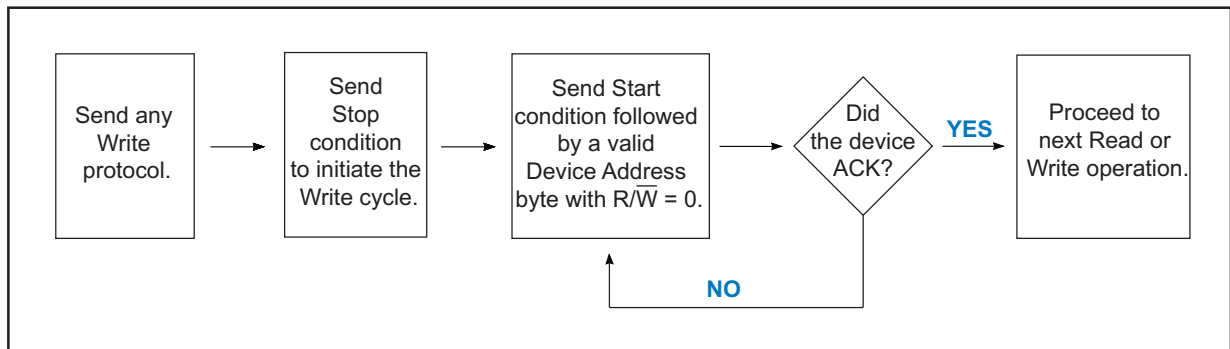 Send any
Write
protocol.
Send
Stop
condition
to initiate the
Write cycle.
Send Start
condition followed
by a valid
Device Address
byte with R/W̅ = 0.
Did
the device
ACK?
YES
Proceed to
next Read or
Write operation.
NO